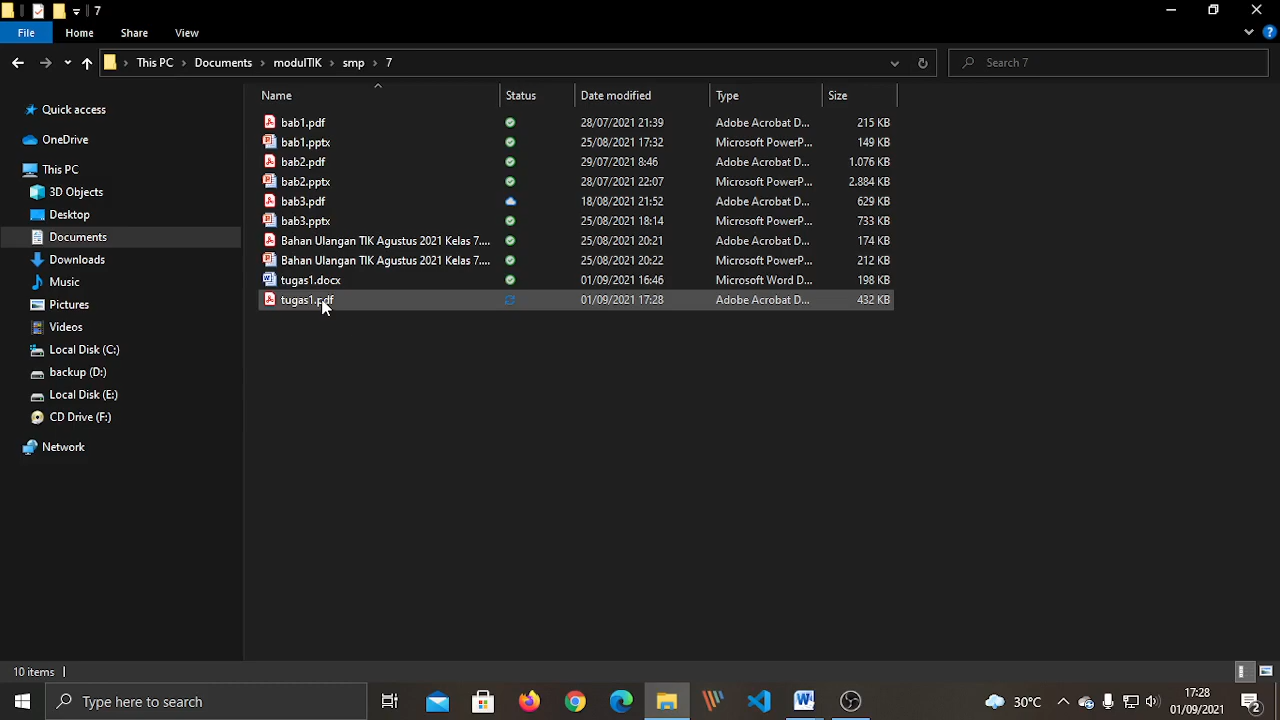 7
File Home Share View
This PC Documents modulTIK smp 7 Search 7
Name Status Date modified Type Size
bab1.pdf 28/07/2021 21:39 Adobe Acrobat D... 215 KB
bab1.pptx 25/08/2021 17:32 Microsoft PowerP... 149 KB
bab2.pdf 29/07/2021 8:46 Adobe Acrobat D... 1.076 KB
bab2.pptx 28/07/2021 22:07 Microsoft PowerP... 2.884 KB
bab3.pdf 18/08/2021 21:52 Adobe Acrobat D... 629 KB
bab3.pptx 25/08/2021 18:14 Microsoft PowerP... 733 KB
Bahan Ulangan TIK Agustus 2021 Kelas 7.... 25/08/2021 20:21 Adobe Acrobat D... 174 KB
Bahan Ulangan TIK Agustus 2021 Kelas 7.... 25/08/2021 20:22 Microsoft PowerP... 212 KB
tugas1.docx 01/09/2021 16:46 Microsoft Word D... 198 KB
tugas1.pdf 01/09/2021 17:28 Adobe Acrobat D... 432 KB
Quick access
OneDrive
This PC
3D Objects
Desktop
Documents
Downloads
Music
Pictures
Videos
Local Disk (C:)
backup (D:)
Local Disk (E:)
CD Drive (F:)
Network
10 items
Type here to search
30°C
17:28
01/09/2021
2